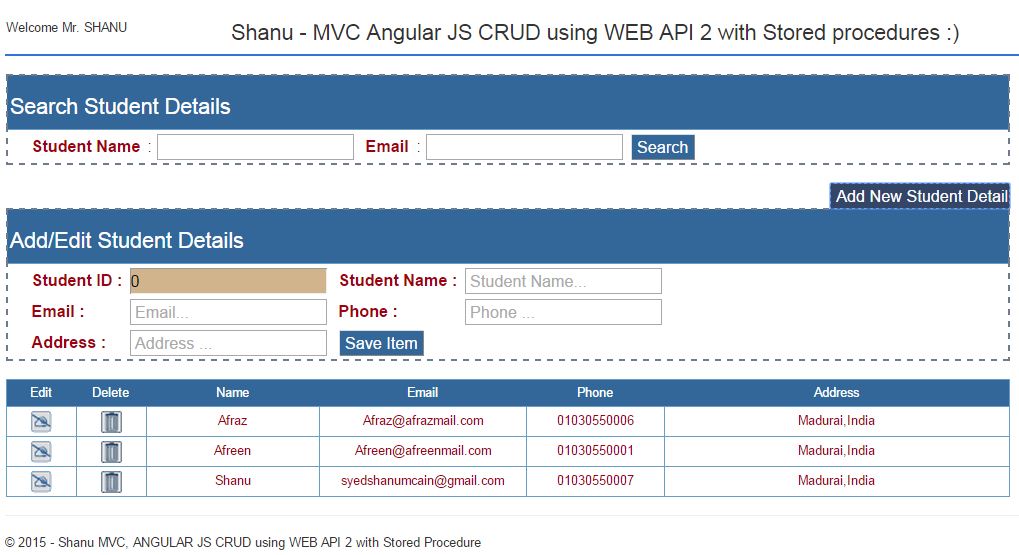 Welcome Mr. SHANU
Shanu - MVC Angular JS CRUD using WEB API 2 with Stored procedures :)
Search Student Details
Student Name : Email : Search
Add New Student Detail
Add/Edit Student Details
Student ID : 0 Student Name : Student Name...
Email : Email... Phone : Phone ...
Address : Address ... Save Item
Edit Delete Name Email Phone Address
Afraz Afraz@afrazmail.com 01030550006 Madurai,India
Afreen Afreen@afreenmail.com 01030550001 Madurai,India
Shanu syedshanumcain@gmail.com 01030550007 Madurai,India
© 2015 - Shanu MVC, ANGULAR JS CRUD using WEB API 2 with Stored Procedure